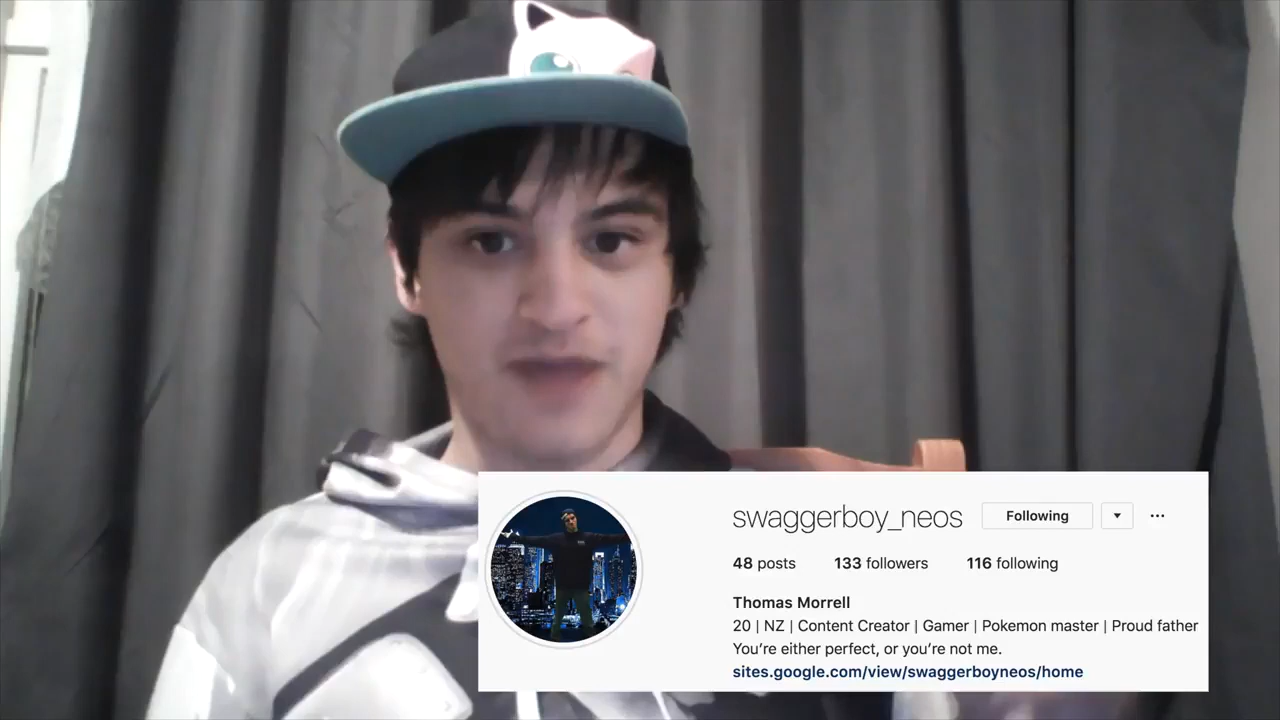 swaggerboy_neos Following ...
48 posts 133 followers 116 following
Thomas Morrell
20 | NZ | Content Creator | Gamer | Pokemon master | Proud father
You're either perfect, or you're not me.
sites.google.com/view/swaggerboyneos/home